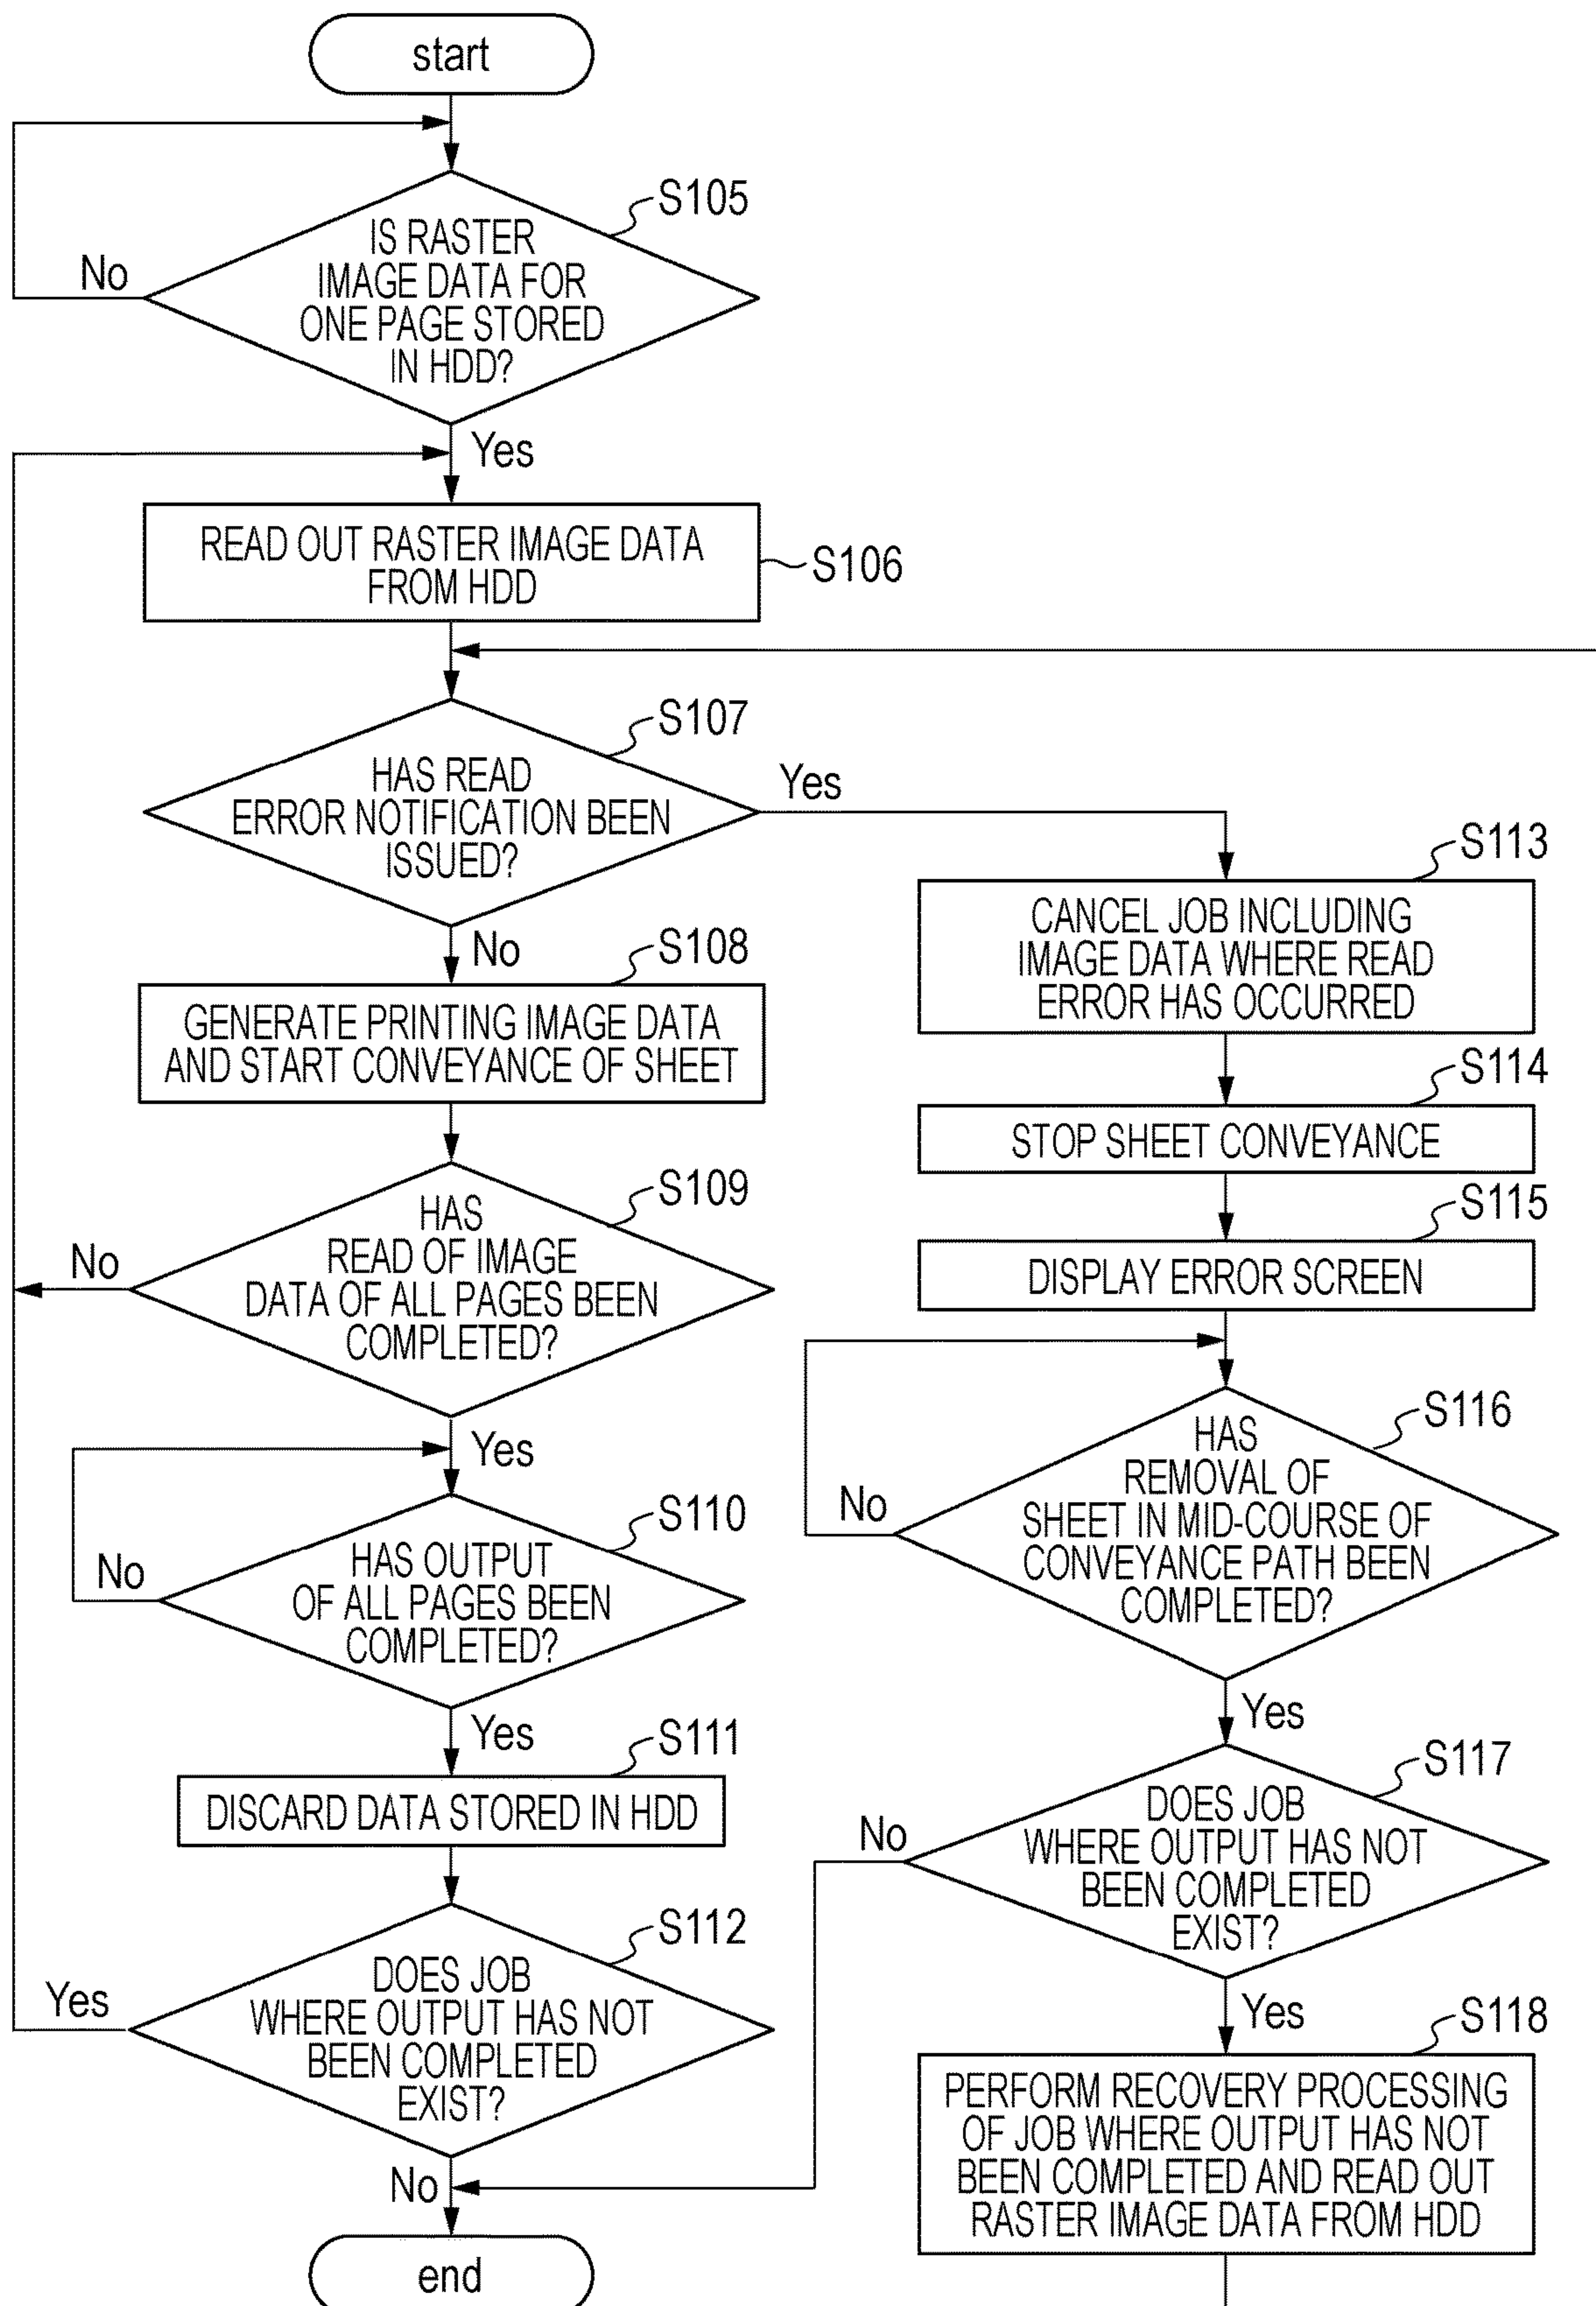 start
S105
IS RASTER
IMAGE DATA FOR
ONE PAGE STORED
IN HDD?
No
Yes
READ OUT RASTER IMAGE DATA
FROM HDD
S106
S107
HAS READ
ERROR NOTIFICATION BEEN
ISSUED?
Yes
No
S108
GENERATE PRINTING IMAGE DATA
AND START CONVEYANCE OF SHEET
S109
HAS
READ OF IMAGE
DATA OF ALL PAGES BEEN
COMPLETED?
No
Yes
S110
HAS OUTPUT
OF ALL PAGES BEEN
COMPLETED?
No
Yes
S111
DISCARD DATA STORED IN HDD
S112
DOES JOB
WHERE OUTPUT HAS NOT
BEEN COMPLETED
EXIST?
Yes
No
end
S113
CANCEL JOB INCLUDING
IMAGE DATA WHERE READ
ERROR HAS OCCURRED
S114
STOP SHEET CONVEYANCE
S115
DISPLAY ERROR SCREEN
S116
HAS
REMOVAL OF
SHEET IN MID-COURSE OF
CONVEYANCE PATH BEEN
COMPLETED?
No
Yes
S117
DOES JOB
WHERE OUTPUT HAS NOT
BEEN COMPLETED
EXIST?
No
Yes
S118
PERFORM RECOVERY PROCESSING
OF JOB WHERE OUTPUT HAS NOT
BEEN COMPLETED AND READ OUT
RASTER IMAGE DATA FROM HDD